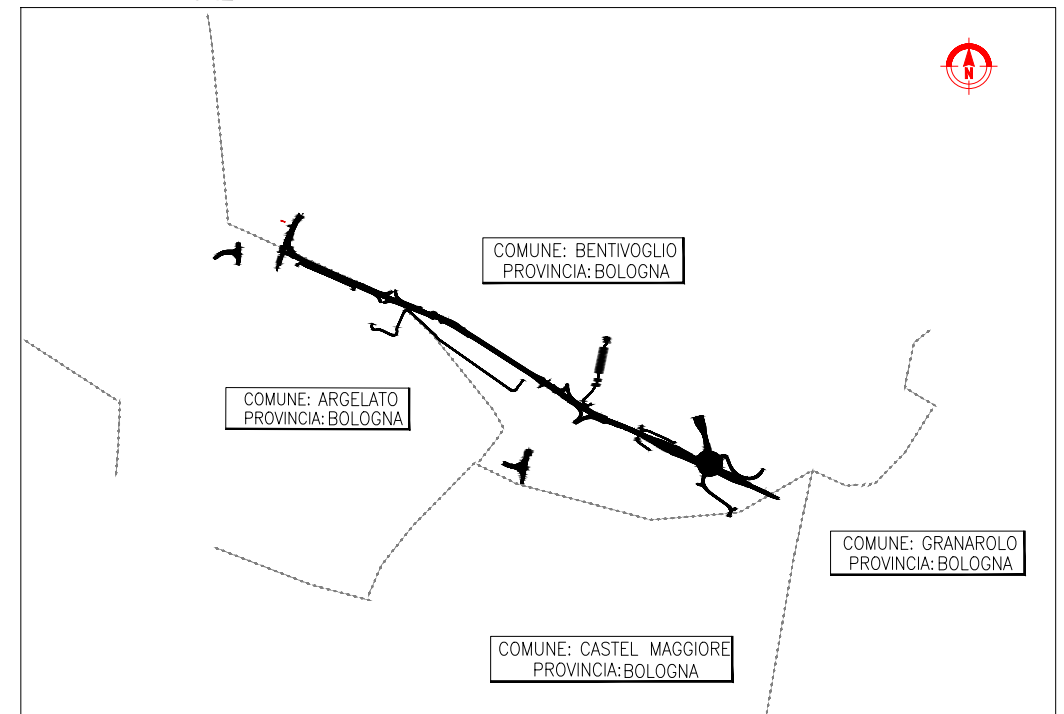 N
COMUNE: BENTIVOGLIO
PROVINCIA: BOLOGNA
COMUNE: ARGELATO
PROVINCIA: BOLOGNA
COMUNE: GRANAROLO
PROVINCIA: BOLOGNA
COMUNE: CASTEL MAGGIORE
PROVINCIA: BOLOGNA